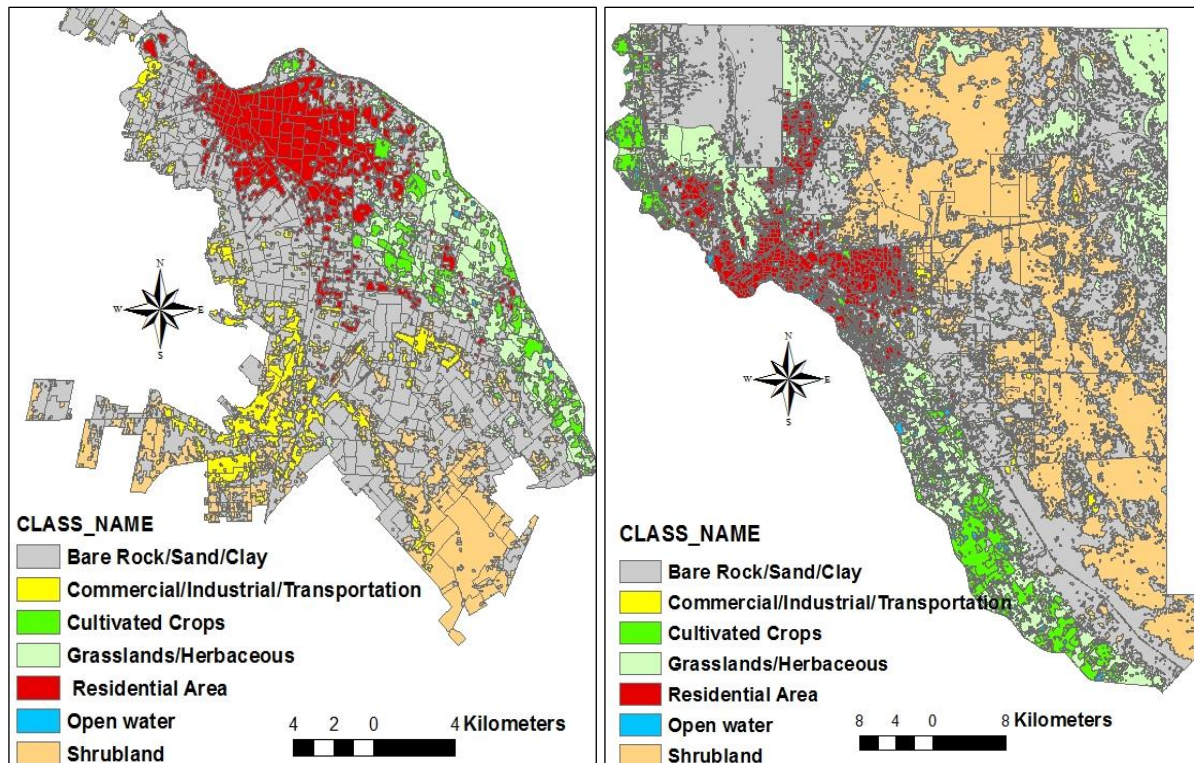 N
W E
S
CLASS_NAME
Bare Rock/Sand/Clay
Commercial/Industrial/Transportation
Cultivated Crops
Grasslands/Herbaceous
Residential Area
Open water
Shrubland
4 2 0 4 Kilometers
N
W E
S
CLASS_NAME
Bare Rock/Sand/Clay
Commercial/Industrial/Transportation
Cultivated Crops
Grasslands/Herbaceous
Residential Area
Open water
Shrubland
8 4 0 8 Kilometers